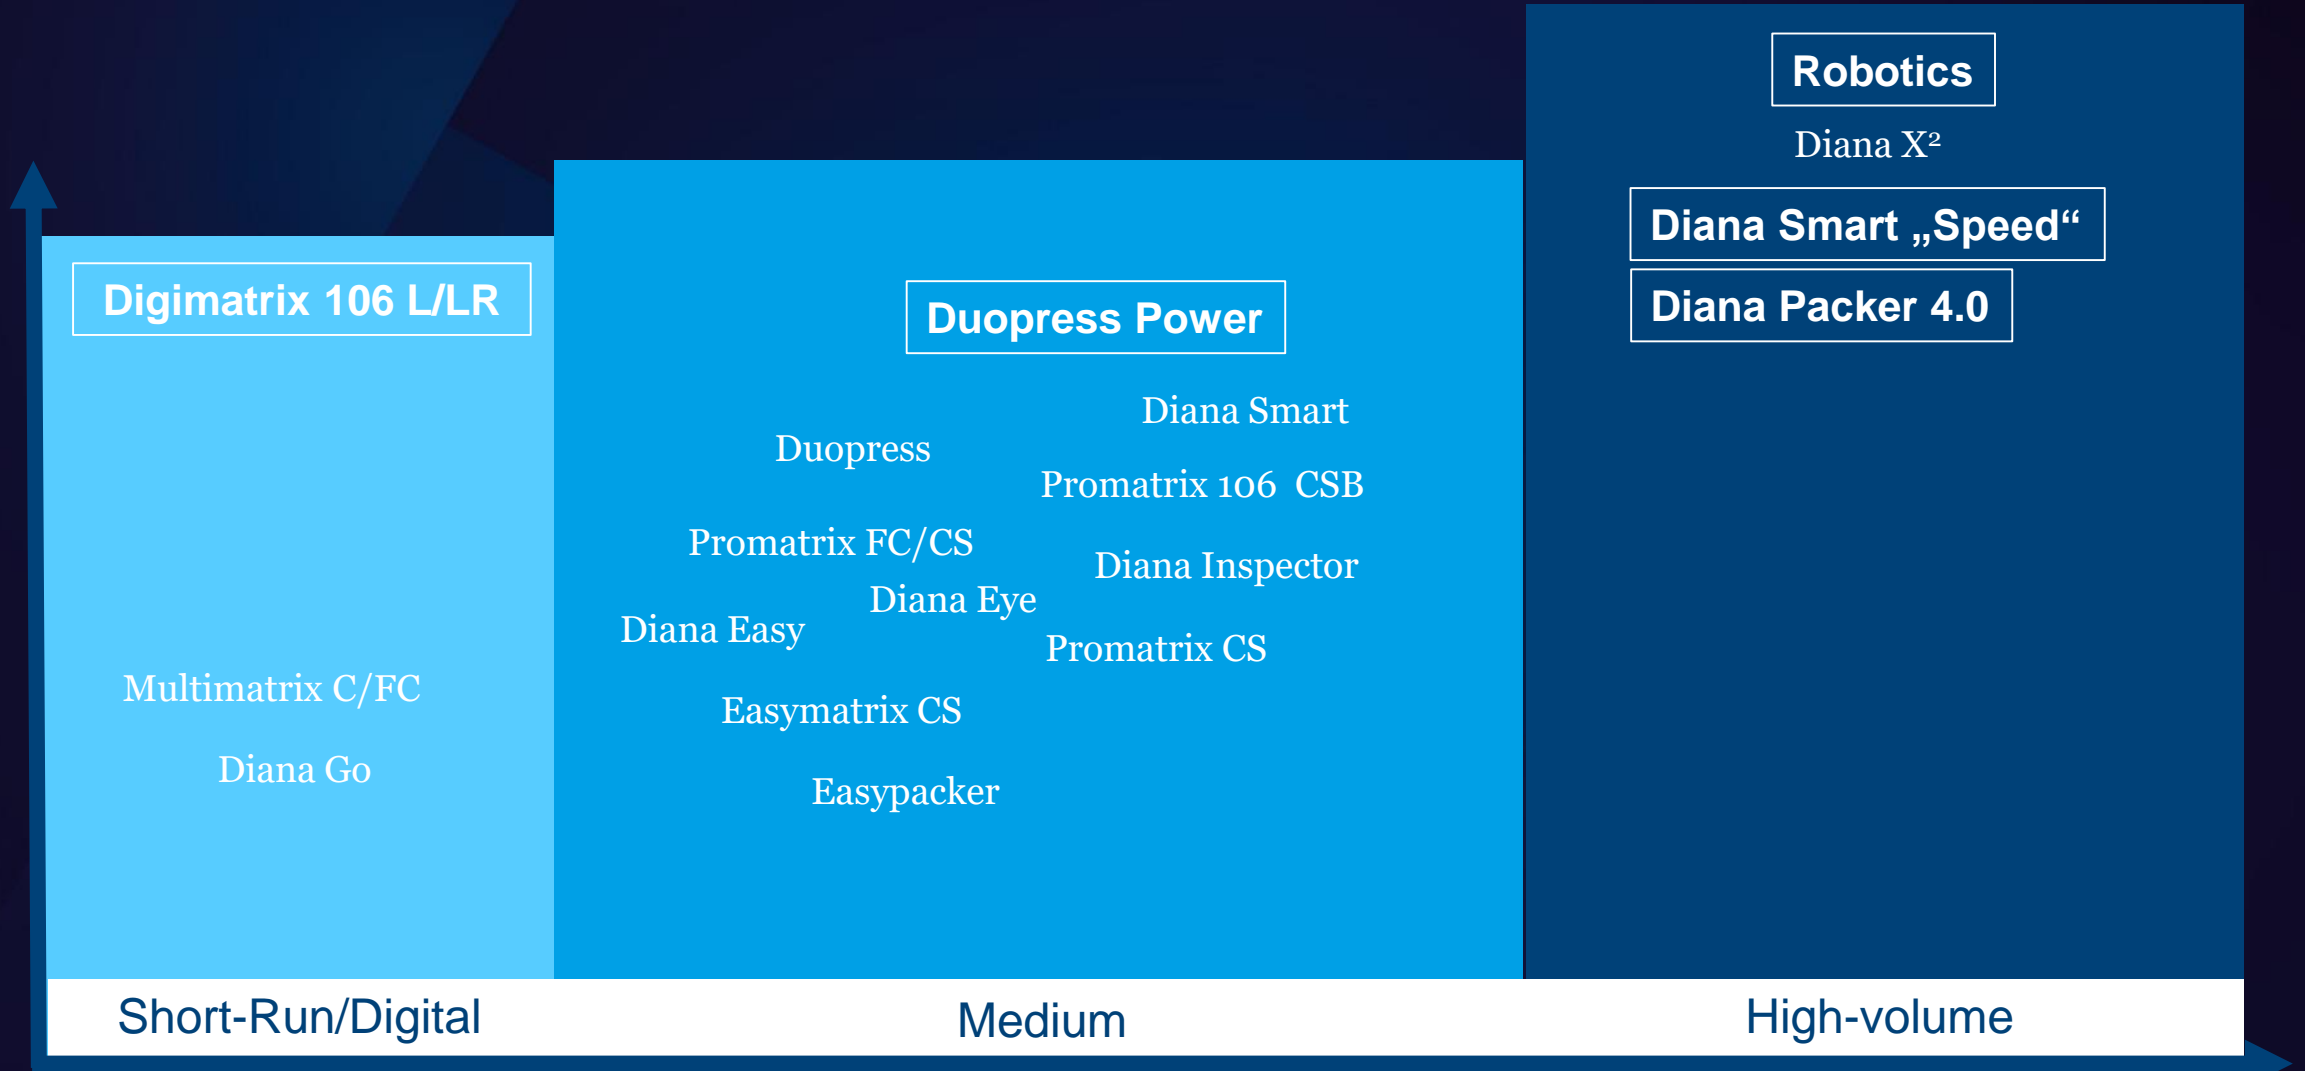 Robotics
Diana X²
Diana Smart „Speed“
Diana Packer 4.0
Digimatrix 106 L/LR
Duopress Power
Diana Smart
Duopress
Promatrix 106  CSB
Promatrix FC/CS
Diana Inspector
Diana Eye
Diana Easy
Promatrix CS
Multimatrix C/FC
Easymatrix CS
Diana Go
Easypacker
Short-Run/Digital
Medium
High-volume